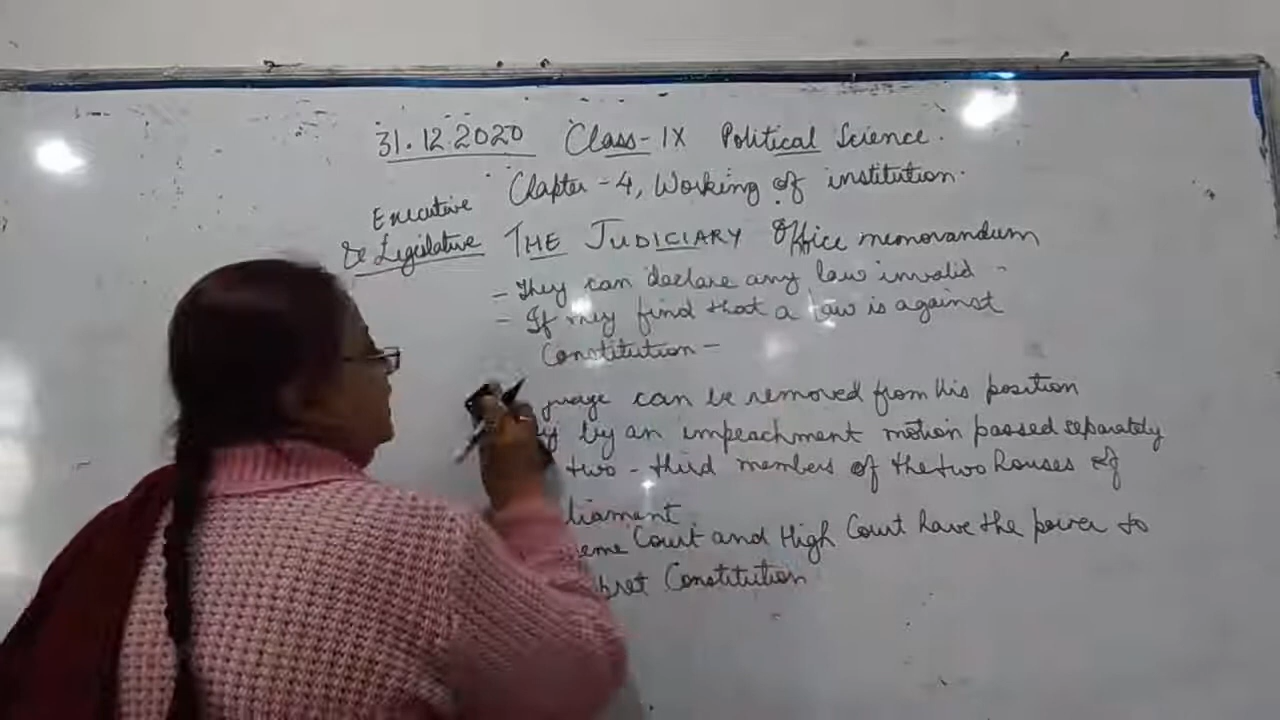 31.12.2020 Class-IX Political Science.
Chapter-4, Working of institution.
Executive
& Legislative THE JUDICIARY Office memorandum
- They can declare any law invalid -
- If they find that a law is against
Constitution -
can be removed from his position
by an impeachment motion passed separately
two-third members of the two houses of
liament
eme Court and High Court have the power to
pret Constitution